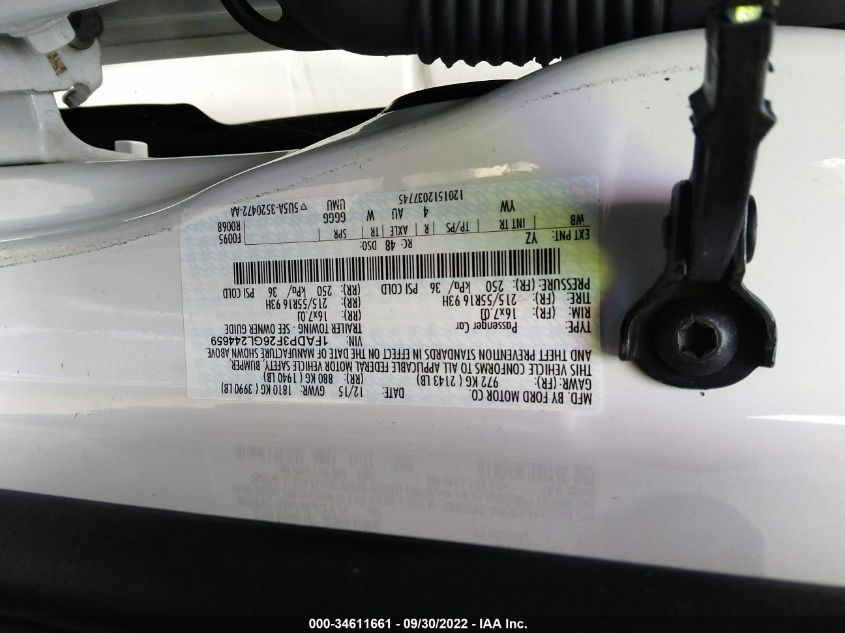 MFD. BY FORD MOTOR CO.
DATE: 12/15 GVWR: 1810 KG ( 3990 LB)
GAWR: (FR): 972 KG ( 2143 LB) (RR): 880 KG ( 1940 LB)
THIS VEHICLE CONFORMS TO ALL APPLICABLE FEDERAL MOTOR VEHICLE SAFETY, BUMPER,
AND THEFT PREVENTION STANDARDS IN EFFECT ON THE DATE OF MANUFACTURE SHOWN ABOVE
VIN: 1FADP3F26GL244659
TYPE: Passenger Car TRAILER TOWING - SEE OWNER GUIDE
RIM: 16x7.0J 16x7.0J
TIRE: (FR): 215/55R16 93H (RR): 215/55R16 93H
PRESSURE: (FR): 250 kPa/ 36 PSI COLD (RR): 250 kPa/ 36 PSI COLD
EXT PNT: YZ RC: 48 DSO: F0095
WB INT TR TP/PS R AXLE TR SPR R0068
YW 4 AU W GGGG UMU
1201512037745 ▽5U5A-3520472-AA
000-34611661 - 09/30/2022 - IAA Inc.